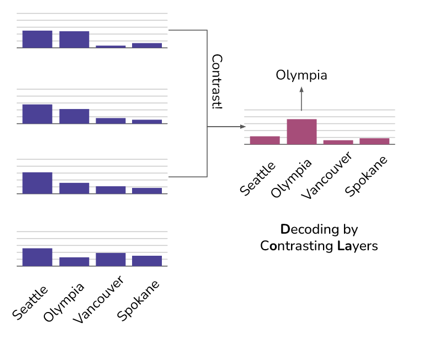 Contrast!
Olympia
Seattle
Olympia
Vancouver
Spokane
Decoding by
Contrasting Layers
Seattle
Olympia
Vancouver
Spokane